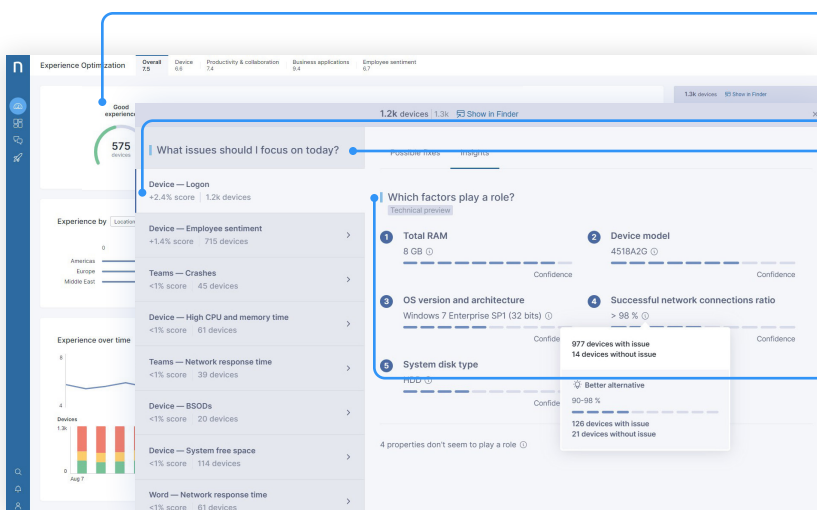 Experience Optimization
Overall
7.5
Device
6.6
Productivity & collaboration
7.4
Business applications
9.4
Employee sentiment
6.7
1.3k devices Show in Finder
Good
experience
575
devices
1.2k devices 1.3k Show in Finder
What issues should I focus on today?
Possible fixes Insights
Device — Logon
+2.4% score 1.2k devices
Device — Employee sentiment
+1.4% score 715 devices
Teams — Crashes
<1% score 45 devices
Device — High CPU and memory time
<1% score 61 devices
Teams — Network response time
<1% score 39 devices
Device — BSODs
<1% score 20 devices
Device — System free space
<1% score 114 devices
Word — Network response time
<1% score 61 devices
Which factors play a role?
Technical preview
1 Total RAM
8 GB
Confidence
2 Device model
4518A2G
Confidence
3 OS version and architecture
Windows 7 Enterprise SP1 (32 bits)
Confide
4 Successful network connections ratio
> 98 %
Confidence
5 System disk type
HDD
Confide
977 devices with issue
14 devices without issue
Better alternative
90-98 %
126 devices with issue
21 devices without issue
4 properties don't seem to play a role
Experience by Location
0
Americas
Europe
Middle East
Experience over time
8
4
Devices
1.3k
0
Aug 7